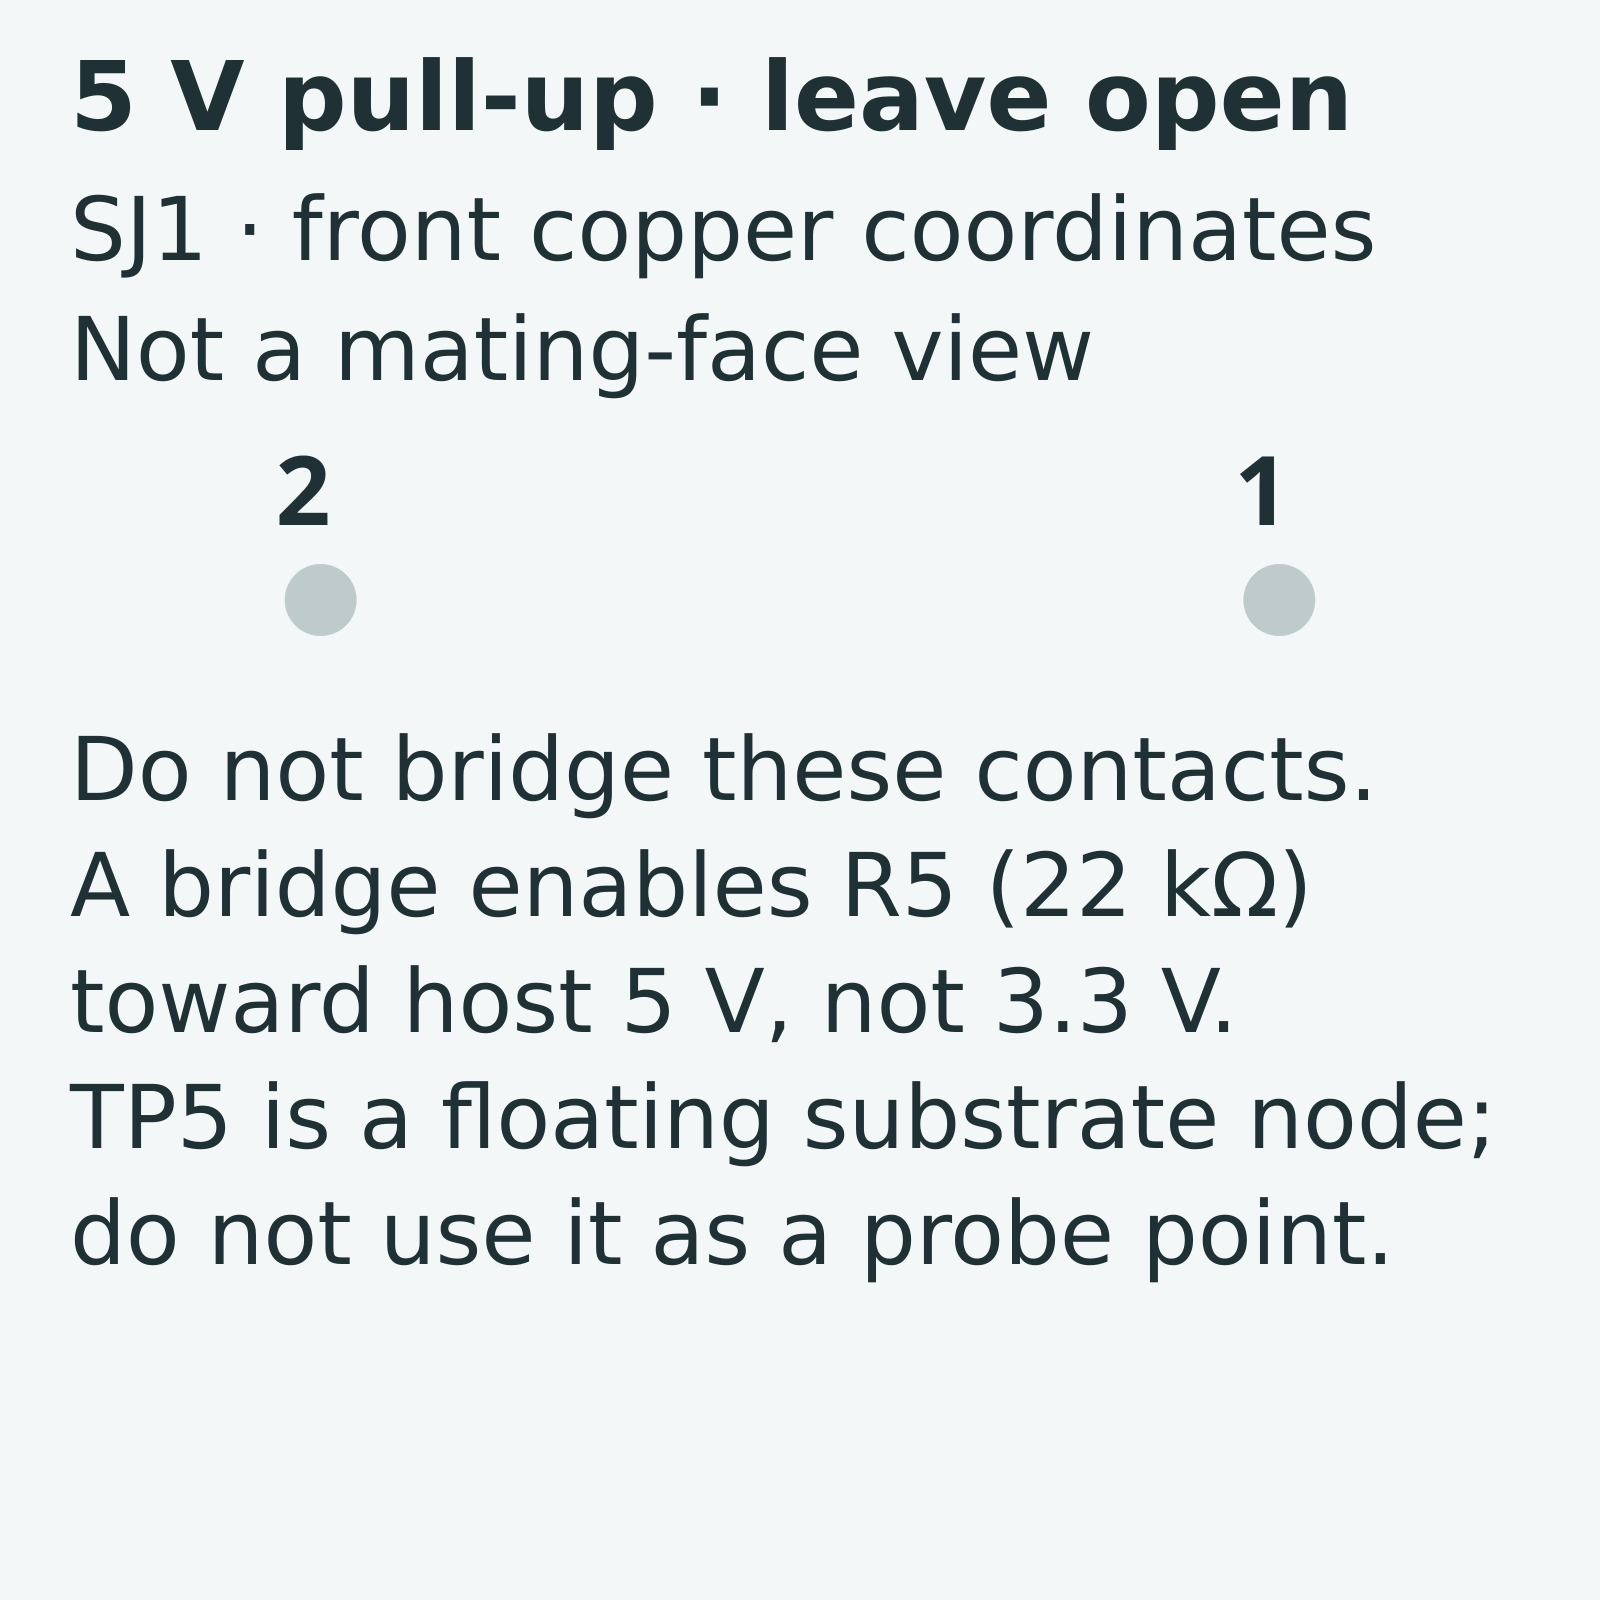 5 V pull-up · leave open
SJ1 · front copper coordinates
Not a mating-face view
2 1
Do not bridge these contacts.
A bridge enables R5 (22 kΩ)
toward host 5 V, not 3.3 V.
TP5 is a floating substrate node;
do not use it as a probe point.